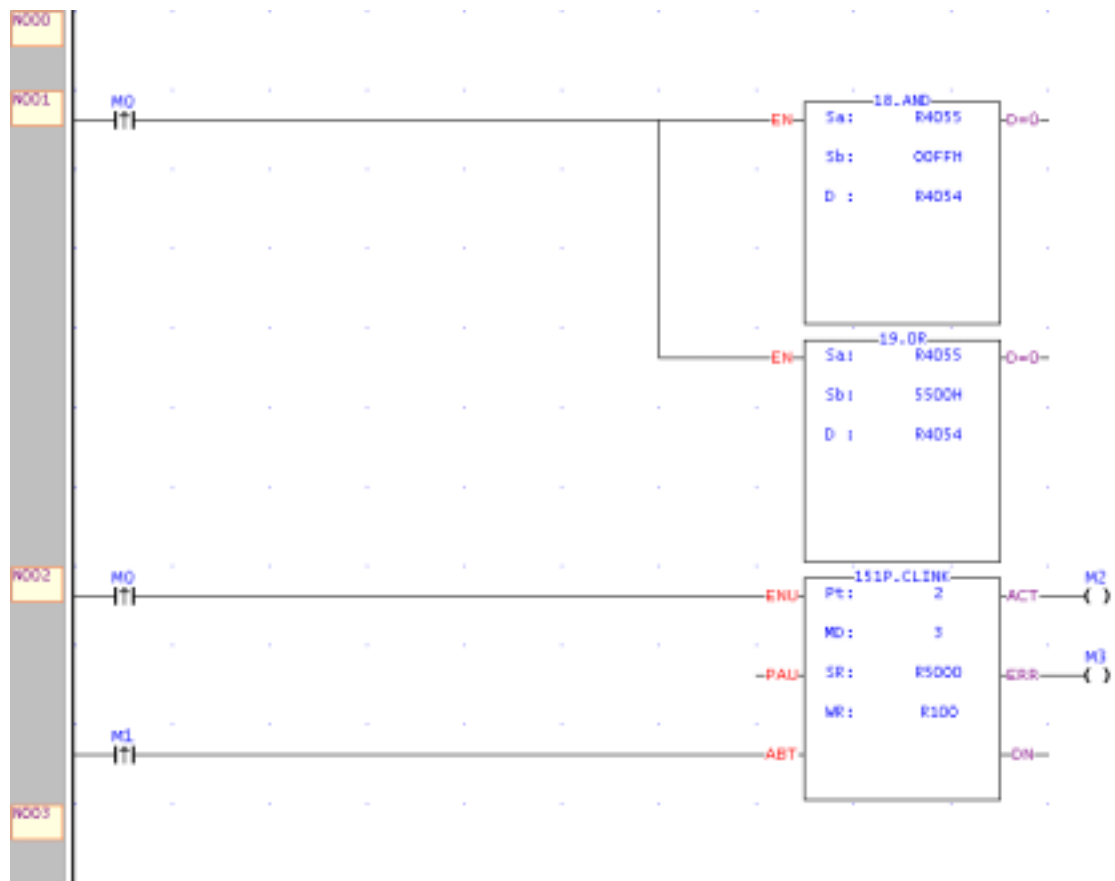 N000
N001
M0
18.AND
EN
Sa: R4055
D=0
Sb: 00FFH
D : R4054
19.OR
EN
Sa: R4055
D=0
Sb: 5500H
D : R4054
N002
M0
151P.CLINK
M2
ENU
Pt: 2
ACT
MD: 3
M3
PAU
SR: R5000
ERR
WR: R100
M1
ABT
DN
N003